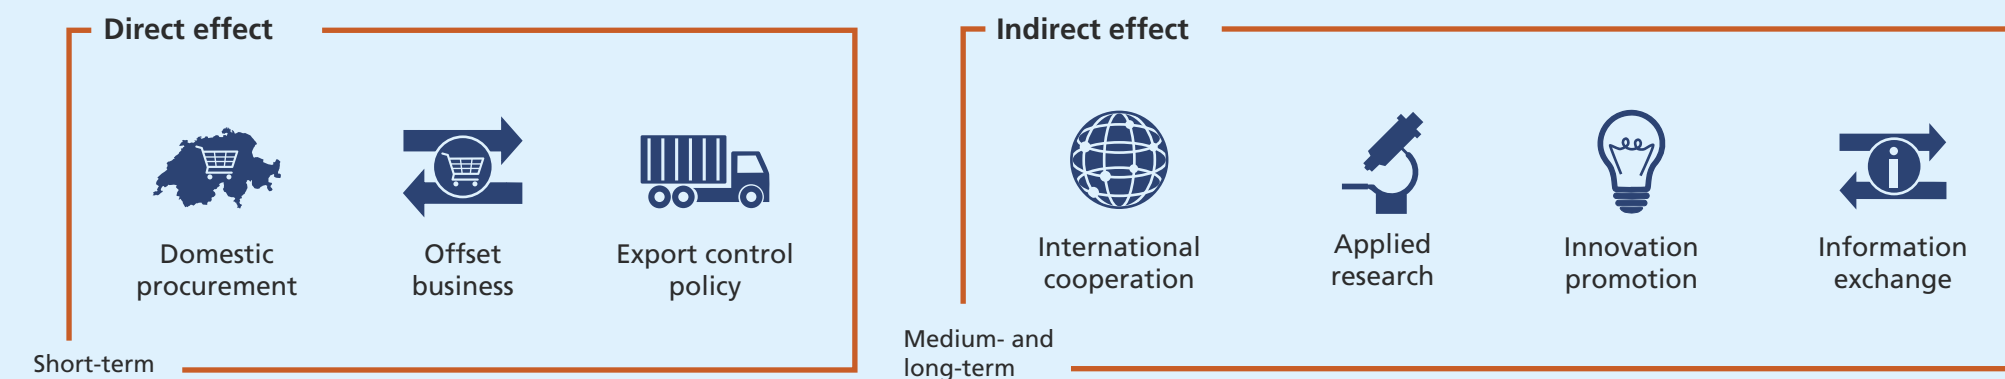 Direct effect
Domestic
procurement
Offset
business
Export control
policy
Short-term
Indirect effect
International
cooperation
Applied
research
Innovation
promotion
Information
exchange
Medium- and
long-term